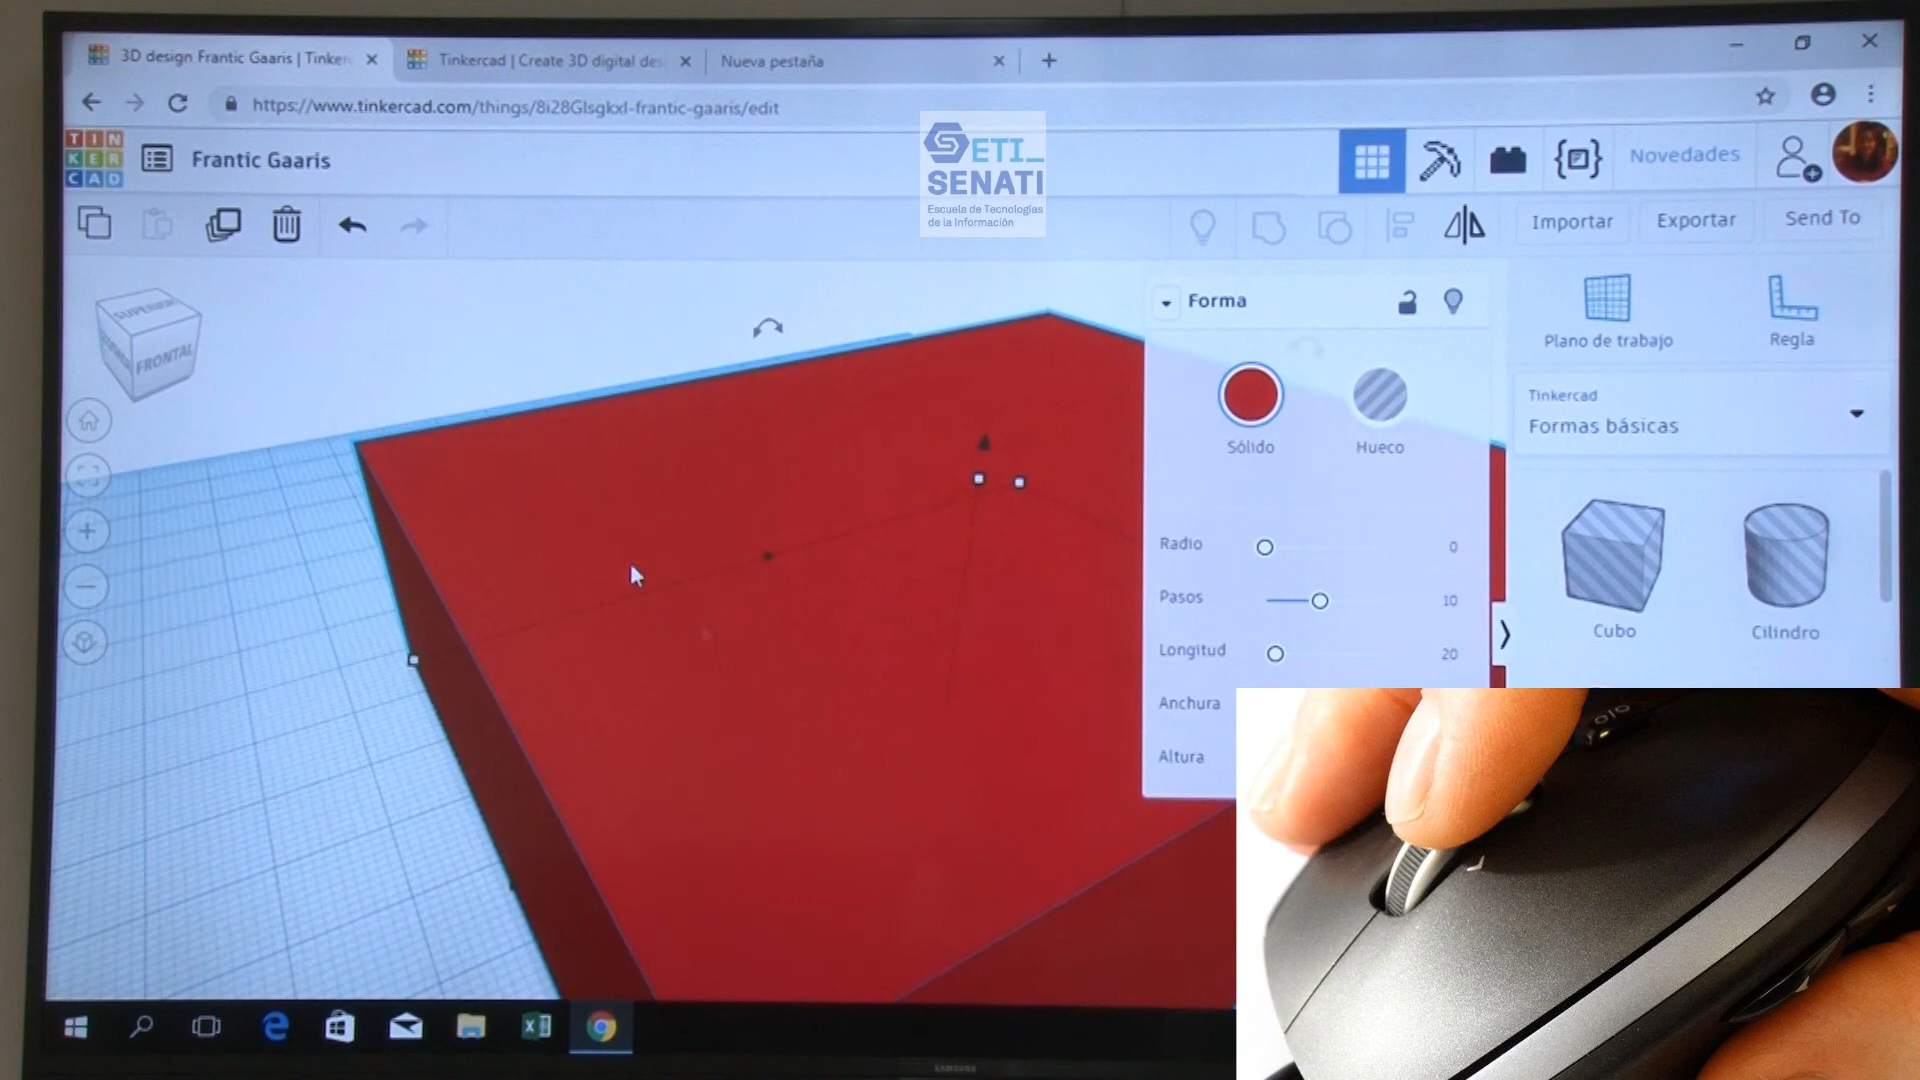 3D design Frantic Gaaris | Tinker
Tinkercad | Create 3D digital des
Nueva pestaña
https://www.tinkercad.com/things/8i28Glsgkxl-frantic-gaaris/edit
TIN
KER
CAD
Frantic Gaaris
Novedades
ETI_
SENATI
Escuela de Tecnologías
de la Información
Importar
Exportar
Send To
SUPERIOR
FRONTAL
Forma
Sólido
Hueco
Radio 0
Pasos 10
Longitud 20
Anchura
Altura
Plano de trabajo
Regla
Tinkercad
Formas básicas
Cubo
Cilindro
SAMSUNG